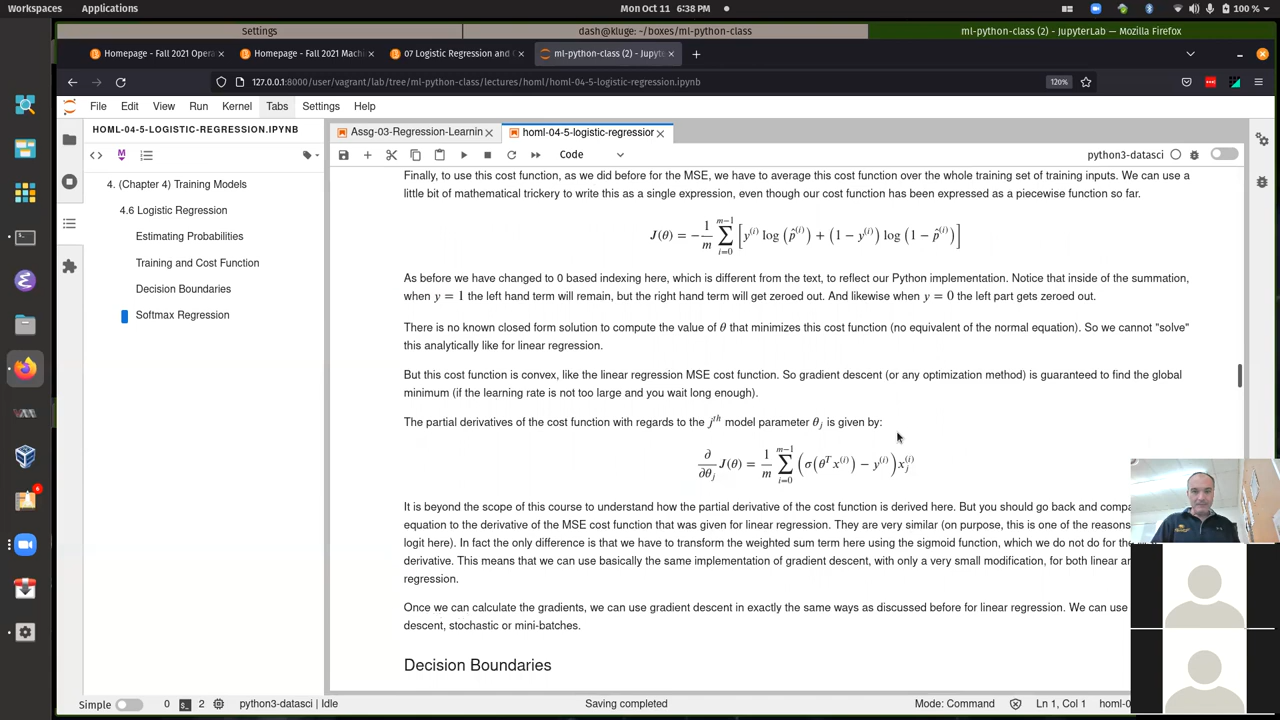 Workspaces Applications Mon Oct 11 6:38 PM 100 %
Settings dash@kluge: ~/boxes/ml-python-class ml-python-class (2) - JupyterLab — Mozilla Firefox
Homepage - Fall 2021 Opera Homepage - Fall 2021 Machi 07 Logistic Regression and C ml-python-class (2) - Jupyte
127.0.0.1:8000/user/vagrant/lab/tree/ml-python-class/lectures/homl/homl-04-5-logistic-regression.ipynb 120%
File Edit View Run Kernel Tabs Settings Help
HOML-04-5-LOGISTIC-REGRESSION.IPYNB
Assg-03-Regression-Learnin homl-04-5-logistic-regression
Code python3-datasci
4. (Chapter 4) Training Models
4.6 Logistic Regression
Estimating Probabilities
Training and Cost Function
Decision Boundaries
Softmax Regression
Finally, to use this cost function, as we did before for the MSE, we have to average this cost function over the whole training set of training inputs. We can use a
little bit of mathematical trickery to write this as a single expression, even though our cost function has been expressed as a piecewise function so far.
J(θ) = −1/m ∑_{i=0}^{m−1} [y^(i) log (p̂^(i)) + (1 − y^(i)) log (1 − p̂^(i))]
As before we have changed to 0 based indexing here, which is different from the text, to reflect our Python implementation. Notice that inside of the summation,
when y = 1 the left hand term will remain, but the right hand term will get zeroed out. And likewise when y = 0 the left part gets zeroed out.
There is no known closed form solution to compute the value of θ that minimizes this cost function (no equivalent of the normal equation). So we cannot "solve"
this analytically like for linear regression.
But this cost function is convex, like the linear regression MSE cost function. So gradient descent (or any optimization method) is guaranteed to find the global
minimum (if the learning rate is not too large and you wait long enough).
The partial derivatives of the cost function with regards to the j^th model parameter θ_j is given by:
∂/∂θ_j J(θ) = 1/m ∑_{i=0}^{m−1} (σ(θ^T x^(i)) − y^(i)) x_j^(i)
It is beyond the scope of this course to understand how the partial derivative of the cost function is derived here. But you should go back and compa
equation to the derivative of the MSE cost function that was given for linear regression. They are very similar (on purpose, this is one of the reasons
logit here). In fact the only difference is that we have to transform the weighted sum term here using the sigmoid function, which we do not do for the
derivative. This means that we can use basically the same implementation of gradient descent, with only a very small modification, for both linear an
regression.
Once we can calculate the gradients, we can use gradient descent in exactly the same ways as discussed before for linear regression. We can use
descent, stochastic or mini-batches.
Decision Boundaries
Simple 0 2 python3-datasci | Idle Saving completed Mode: Command Ln 1, Col 1 homl-0